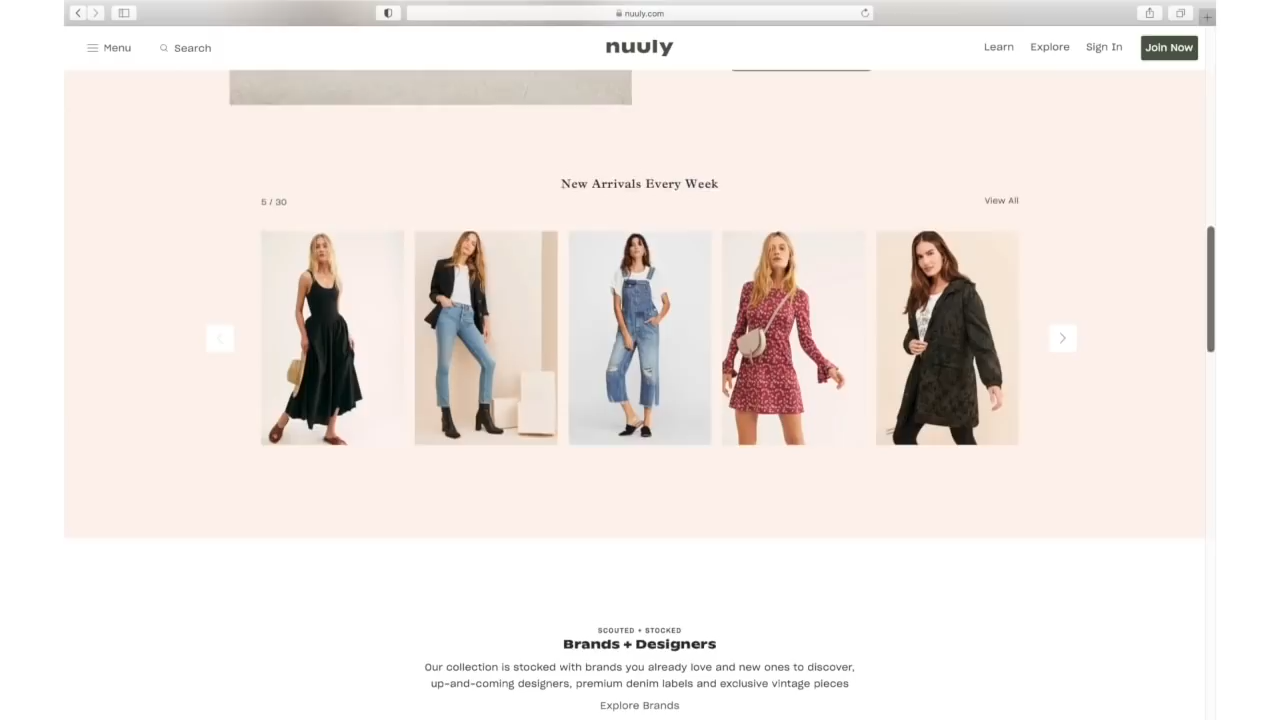 nuuly.com
Menu
Search
nuuly
Learn
Explore
Sign In
Join Now
New Arrivals Every Week
5 / 30
View All
SCOUTED + STOCKED
Brands + Designers
Our collection is stocked with brands you already love and new ones to discover,
up-and-coming designers, premium denim labels and exclusive vintage pieces
Explore Brands